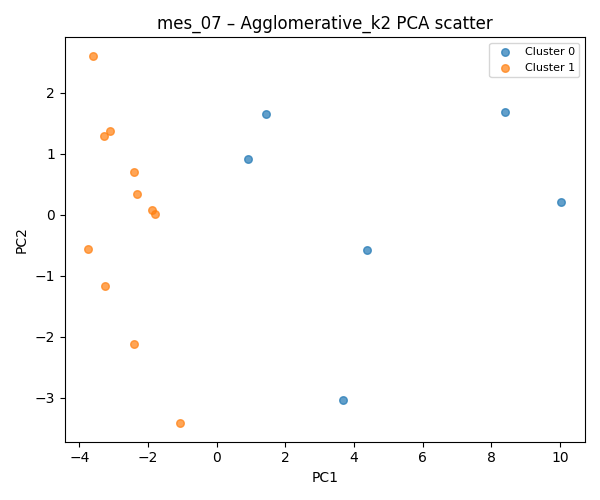 mes_07 – Agglomerative_k2 PCA scatter
Cluster 0
Cluster 1
PC2
2
1
0
−1
−2
−3
−4 −2 0 2 4 6 8 10
PC1